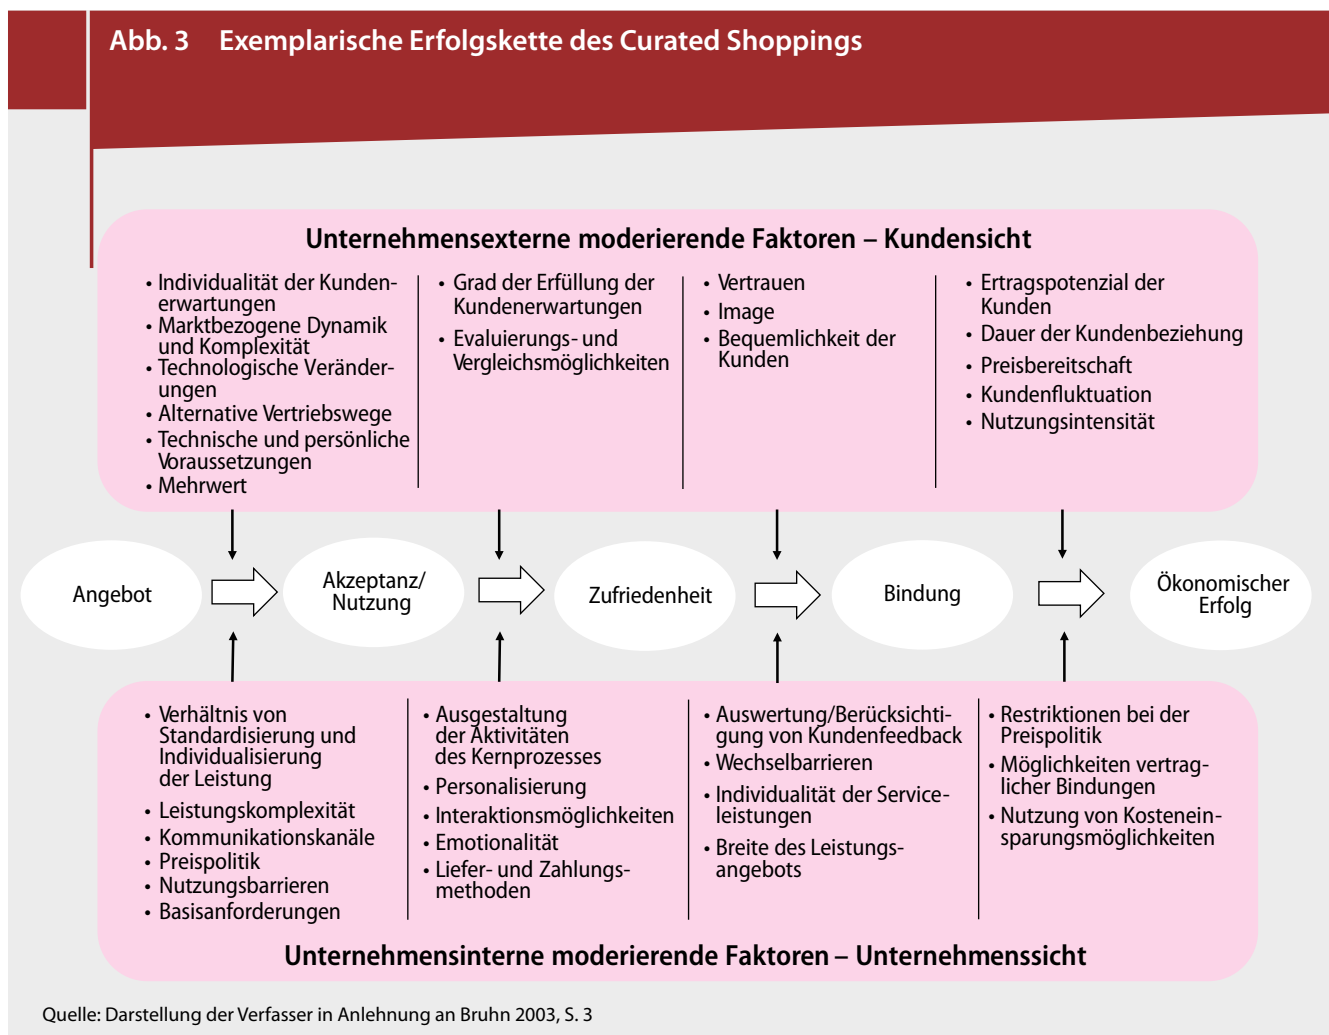 Abb. 3 Exemplarische Erfolgskette des Curated Shoppings
Unternehmensexterne moderierende Faktoren – Kundensicht
• Individualität der Kunden-
erwartungen
• Marktbezogene Dynamik
und Komplexität
• Technologische Veränder-
ungen
• Alternative Vertriebswege
• Technische und persönliche
Voraussetzungen
• Mehrwert
• Grad der Erfüllung der
Kundenerwartungen
• Evaluierungs- und
Vergleichsmöglichkeiten
• Vertrauen
• Image
• Bequemlichkeit der
Kunden
• Ertragspotenzial der
Kunden
• Dauer der Kundenbeziehung
• Preisbereitschaft
• Kundenfluktuation
• Nutzungsintensität
Angebot
Akzeptanz/
Nutzung
Zufriedenheit
Bindung
Ökonomischer
Erfolg
• Verhältnis von
Standardisierung und
Individualisierung
der Leistung
• Leistungskomplexität
• Kommunikationskanäle
• Preispolitik
• Nutzungsbarrieren
• Basisanforderungen
• Ausgestaltung
der Aktivitäten
des Kernprozesses
• Personalisierung
• Interaktionsmöglichkeiten
• Emotionalität
• Liefer- und Zahlungs-
methoden
• Auswertung/Berücksichti-
gung von Kundenfeedback
• Wechselbarrieren
• Individualität der Service-
leistungen
• Breite des Leistungs-
angebots
• Restriktionen bei der
Preispolitik
• Möglichkeiten vertrag-
licher Bindungen
• Nutzung von Kostenein-
sparungsmöglichkeiten
Unternehmensinterne moderierende Faktoren – Unternehmenssicht
Quelle: Darstellung der Verfasser in Anlehnung an Bruhn 2003, S. 3